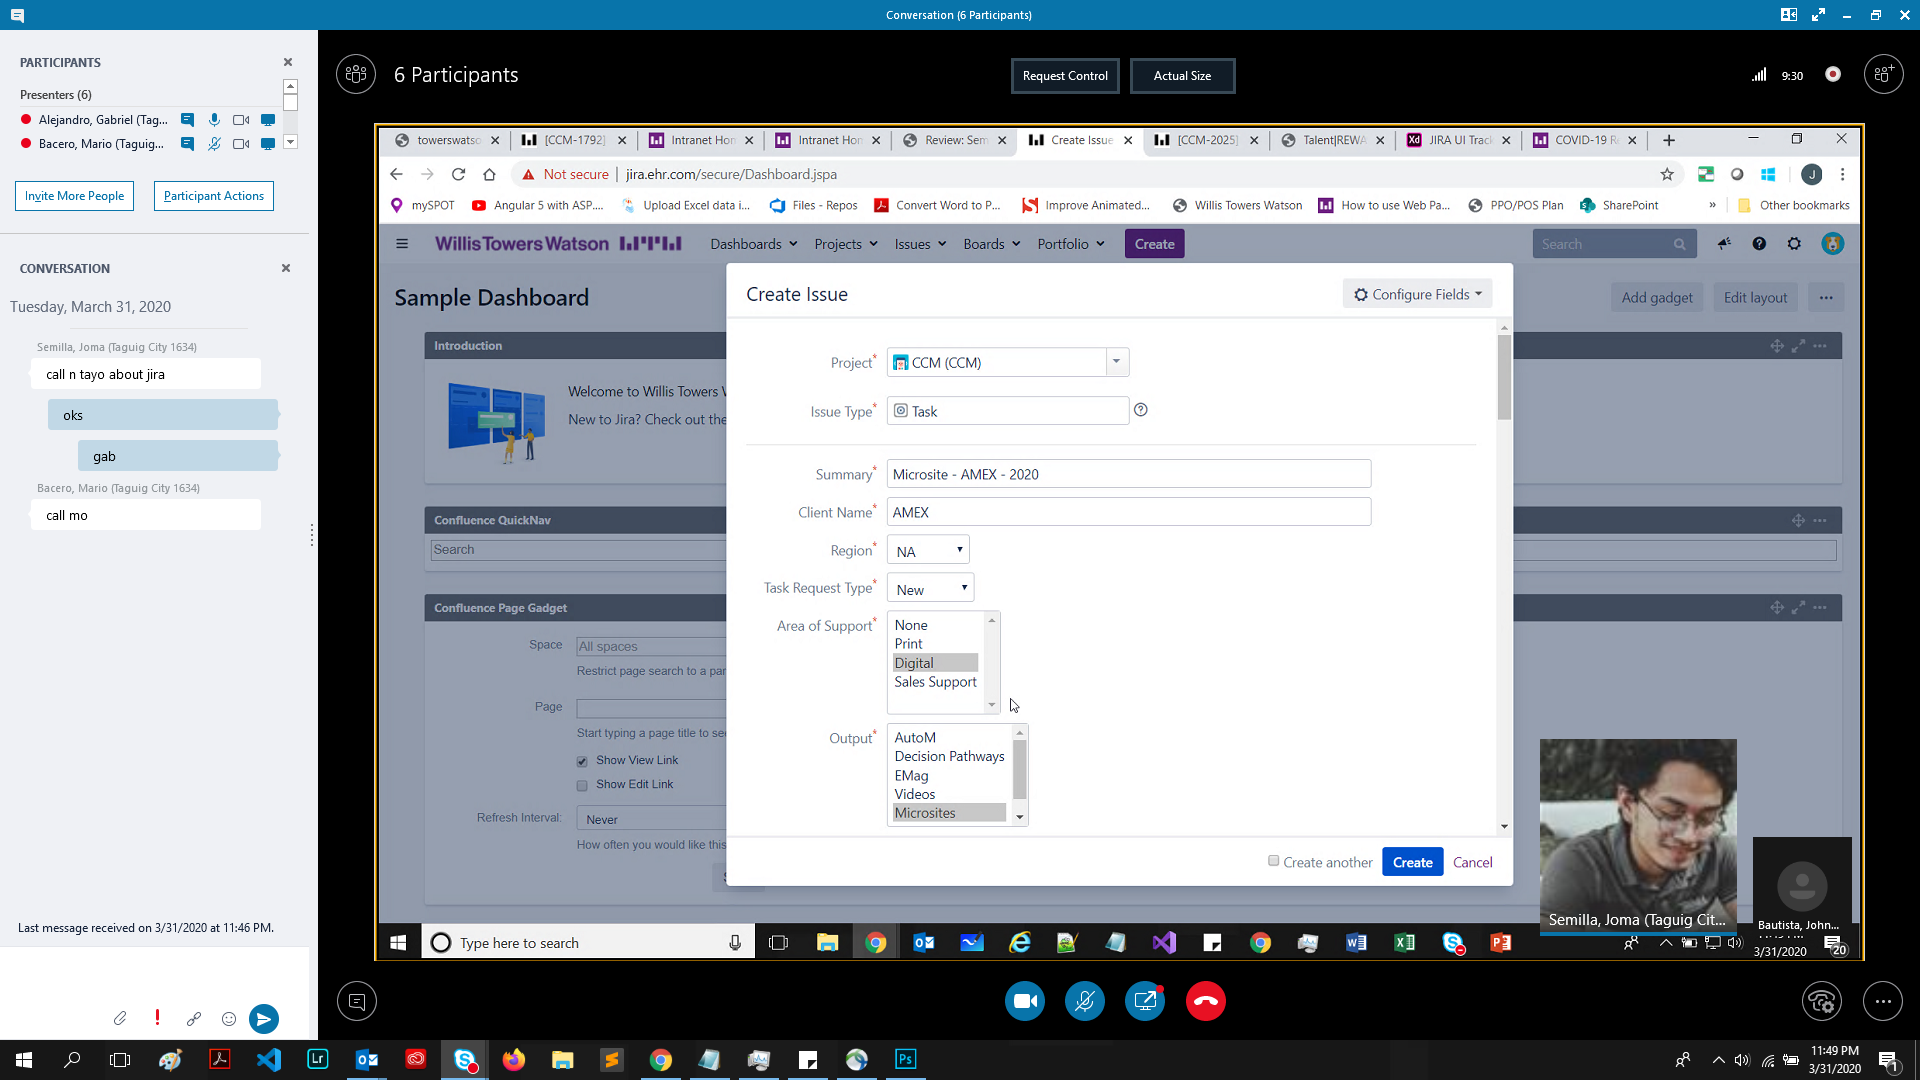 Conversation (6 Participants)
PARTICIPANTS
Presenters (6)
Alejandro, Gabriel (Tag...
Bacero, Mario (Taguig...
Invite More People
Participant Actions
CONVERSATION
Tuesday, March 31, 2020
Semilla, Joma (Taguig City 1634)
call n tayo about jira
oks
gab
Bacero, Mario (Taguig City 1634)
call mo
Last message received on 3/31/2020 at 11:46 PM.
6 Participants
Request Control
Actual Size
9:30
towerswatso
[CCM-1792]
Intranet Hom
Intranet Hom
Review: Sem
Create Issue
[CCM-2025]
Talent|REWA
JIRA UI Track
COVID-19 R
Not secure
jira.ehr.com/secure/Dashboard.jspa
J
mySPOT
Angular 5 with ASP....
Upload Excel data i...
Files - Repos
Convert Word to P...
Improve Animated...
Willis Towers Watson
How to use Web Pa...
PPO/POS Plan
SharePoint
»
Other bookmarks
Willis Towers Watson
Dashboards
Projects
Issues
Boards
Portfolio
Create
Search
Sample Dashboard
Add gadget
Edit layout
Introduction
Welcome to Willis Towers
New to Jira? Check out the
Confluence QuickNav
Search
Confluence Page Gadget
Space
All spaces
Restrict page search to a par
Page
Start typing a page title to se
Show View Link
Show Edit Link
Refresh Interval:
Never
How often you would like this
Create Issue
Configure Fields
Project*
CCM (CCM)
Issue Type*
Task
Summary*
Microsite - AMEX - 2020
Client Name*
AMEX
Region*
NA
Task Request Type*
New
Area of Support*
None
Print
Digital
Sales Support
Output*
AutoM
Decision Pathways
EMag
Videos
Microsites
Create another
Create
Cancel
Semilla, Joma (Taguig Cit...
Bautista, John...
Type here to search
3/31/2020
20
11:49 PM
3/31/2020
1